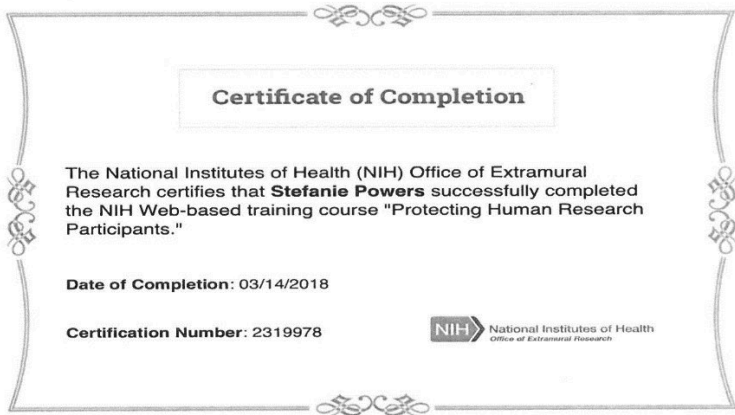 Certificate of Completion
The National Institutes of Health (NIH) Office of Extramural
Research certifies that Stefanie Powers successfully completed
the NIH Web-based training course "Protecting Human Research
Participants."
Date of Completion: 03/14/2018
Certification Number: 2319978
NIH National Institutes of Health
Office of Extramural Research